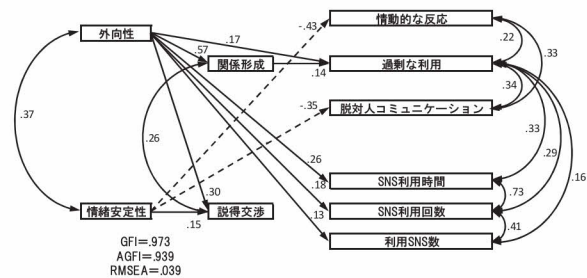 外向性
情緒安定性
関係形成
説得交渉
情動的な反応
過剰な利用
脱対人コミュニケーション
SNS利用時間
SNS利用回数
利用SNS数
.37
.26
.57
.17
-.43
.14
-.35
.30
.15
.26
.18
.13
.22
.33
.34
.33
.29
.16
.73
.41
GFI=.973
AGFI=.939
RMSEA=.039